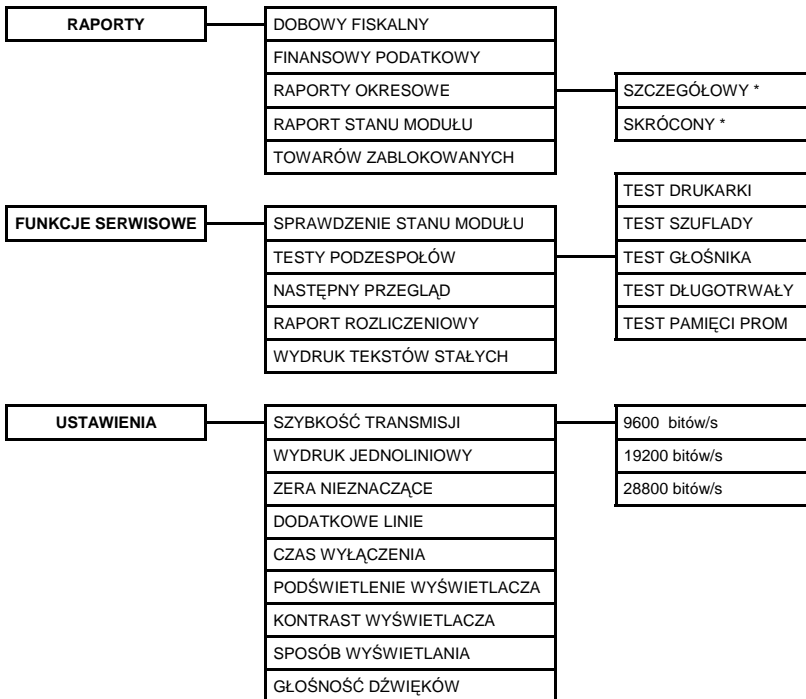 RAPORTY
DOBOWY FISKALNY
FINANSOWY PODATKOWY
RAPORTY OKRESOWE
SZCZEGÓŁOWY *
SKRÓCONY *
RAPORT STANU MODUŁU
TOWARÓW ZABLOKOWANYCH
FUNKCJE SERWISOWE
SPRAWDZENIE STANU MODUŁU
TESTY PODZESPOŁÓW
TEST DRUKARKI
TEST SZUFLADY
TEST GŁOŚNIKA
TEST DŁUGOTRWAŁY
TEST PAMIĘCI PROM
NASTĘPNY PRZEGLĄD
RAPORT ROZLICZENIOWY
WYDRUK TEKSTÓW STAŁYCH
USTAWIENIA
SZYBKOŚĆ TRANSMISJI
9600 bitów/s
19200 bitów/s
28800 bitów/s
WYDRUK JEDNOLINIOWY
ZERA NIEZNACZĄCE
DODATKOWE LINIE
CZAS WYŁĄCZENIA
PODŚWIETLENIE WYŚWIETLACZA
KONTRAST WYŚWIETLACZA
SPOSÓB WYŚWIETLANIA
GŁOŚNOŚĆ DŹWIĘKÓW